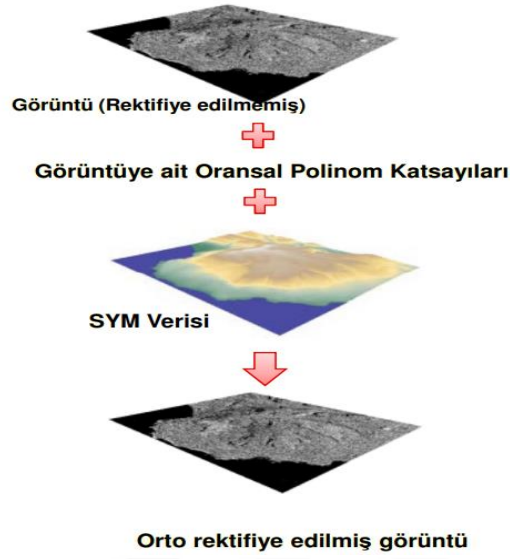 Görüntü (Rektifiye edilmemiş)
Görüntüye ait Oransal Polinom Katsayıları
SYM Verisi
Orto rektifiye edilmiş görüntü